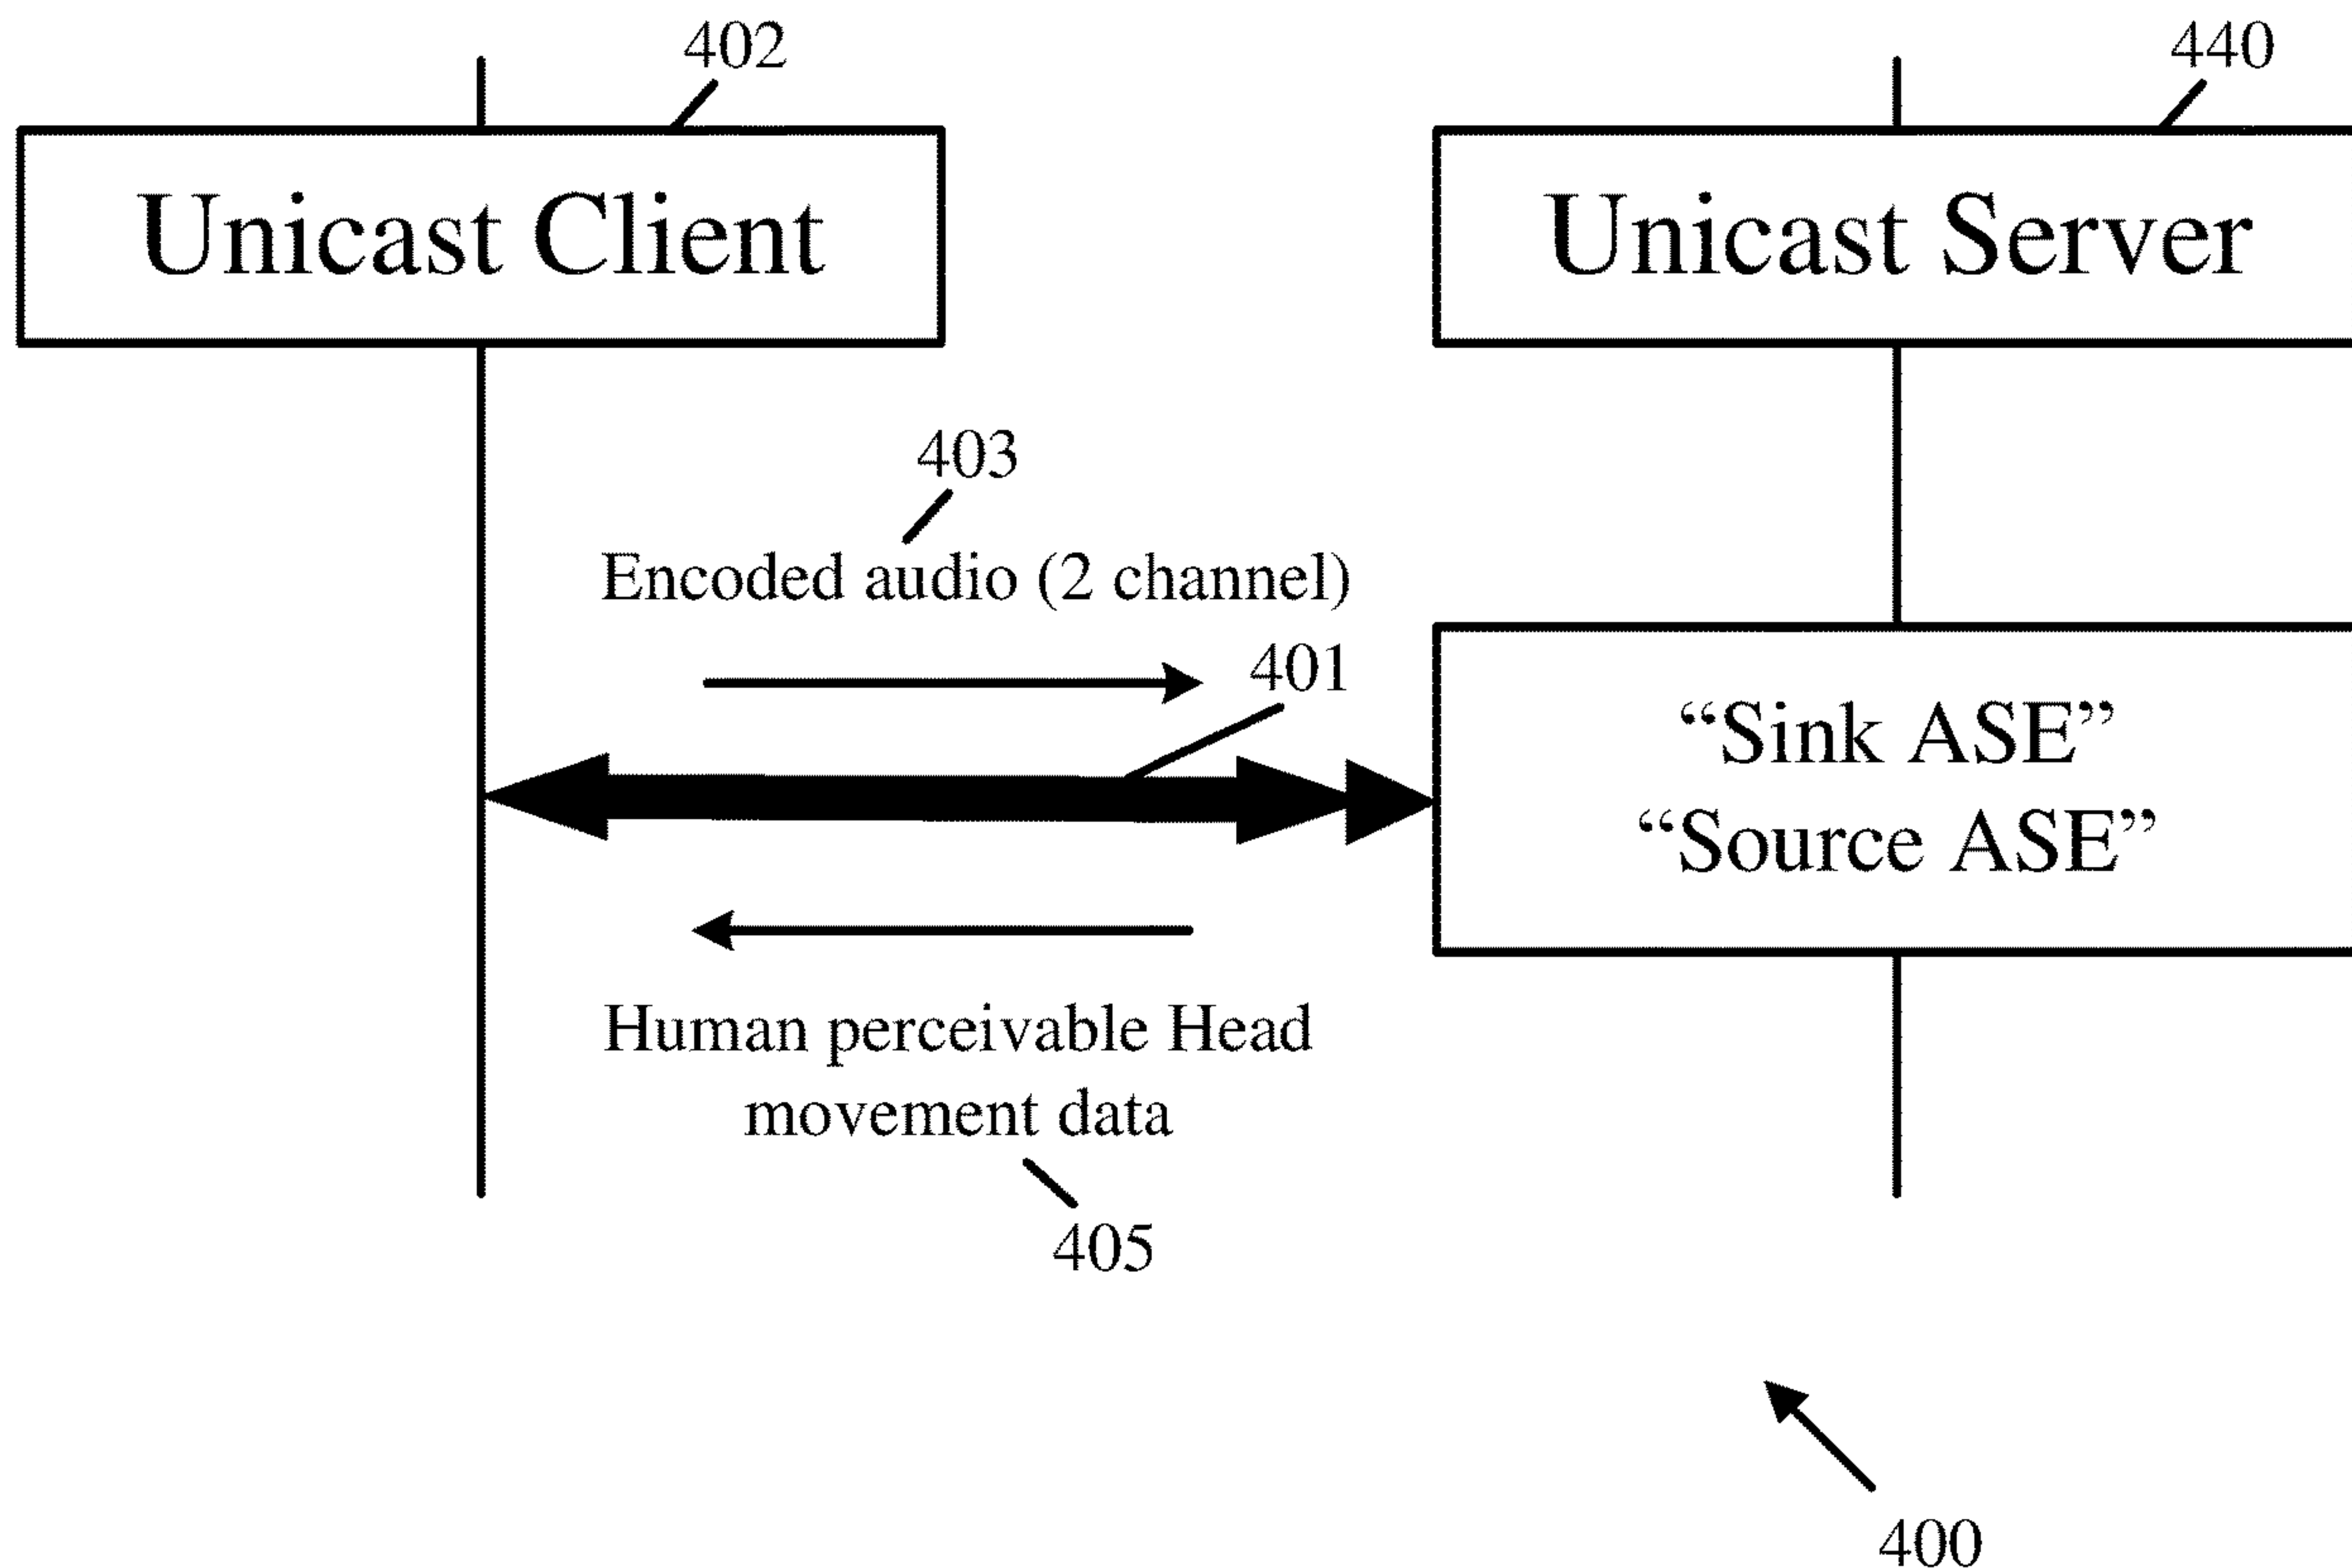 402
440
Unicast Client
Unicast Server
403
Encoded audio (2 channel)
401
“Sink ASE”
“Source ASE”
Human perceivable Head
movement data
405
400